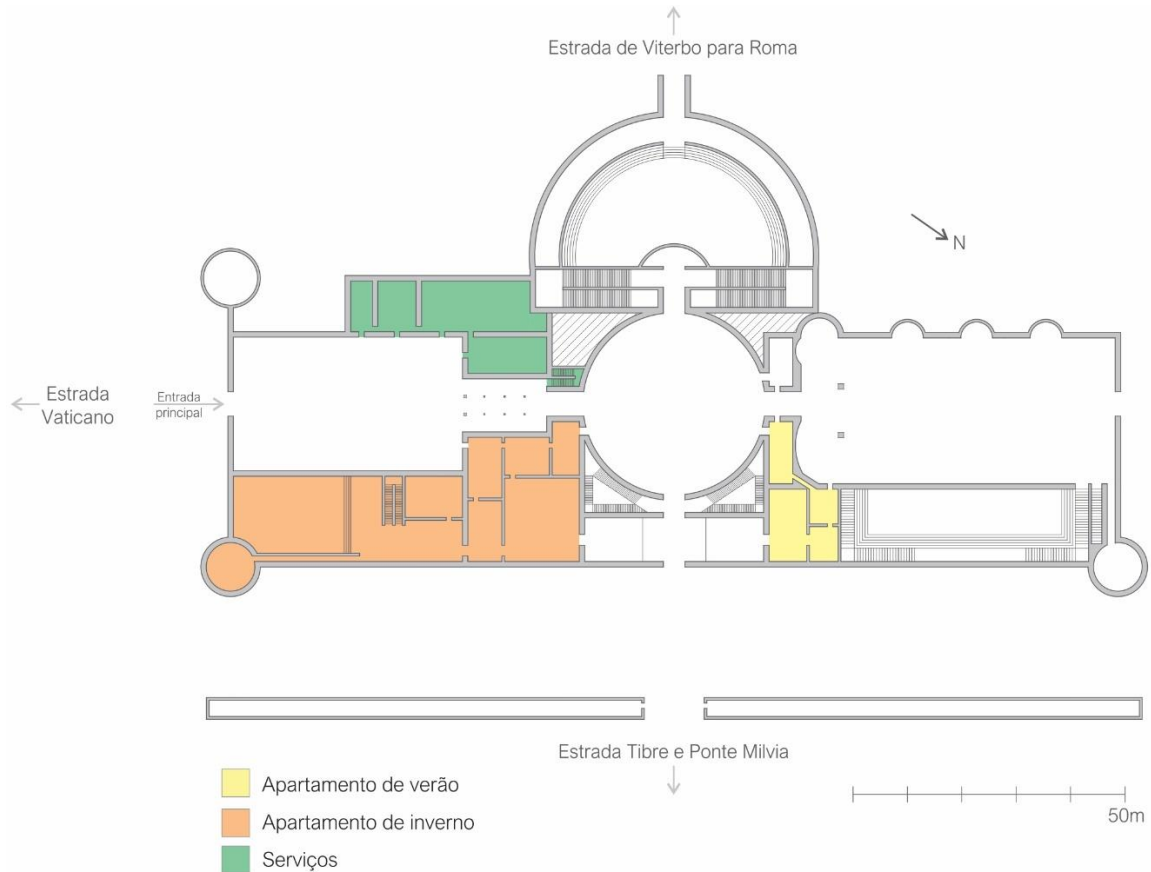 Estrada de Viterbo para Roma
N
Estrada
Vaticano
Entrada
principal
Estrada Tibre e Ponte Milvia
Apartamento de verão
Apartamento de inverno
Serviços
50m